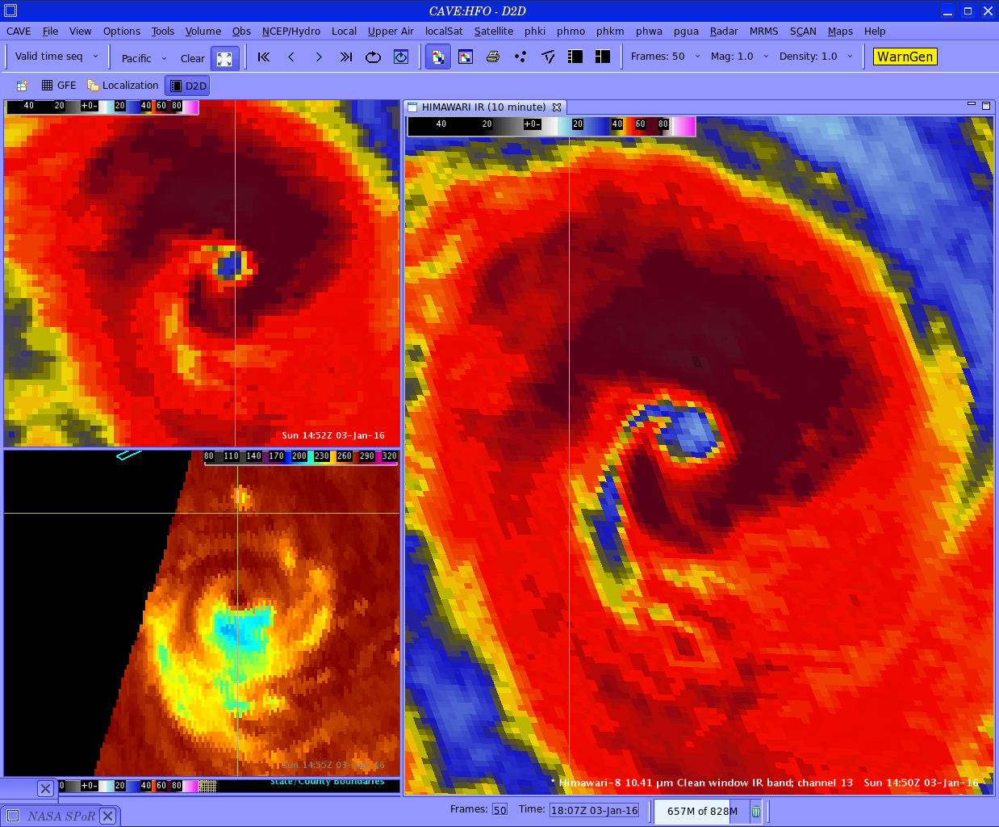 CAVE:HFO - D2D
CAVE File View Options Tools Volume Obs NCEP/Hydro Local Upper Air localSat Satellite phki phmo phkm phwa pgua Radar MRMS SCAN Maps Help
Valid time seq Pacific Clear Frames: 50 Mag: 1.0 Density: 1.0 WarnGen
GFE Localization D2D
40 20 +0- 20 40 60 80
HIMAWARI IR (10 minute)
40 20 +0- 20 40 60 80
Sun 14:52Z 03-Jan-16
80 110 140 170 200 230 260 290 320
Sun 14:55Z 03-Jan-16
State/County Boundaries
0 +0- 20 40 60 80
* Himawari-8 10.41 µm Clean window IR band; channel 13 Sun 14:50Z 03-Jan-16
NASA SPoR
Frames: 50 Time: 18:07Z 03-Jan-16 657M of 828M